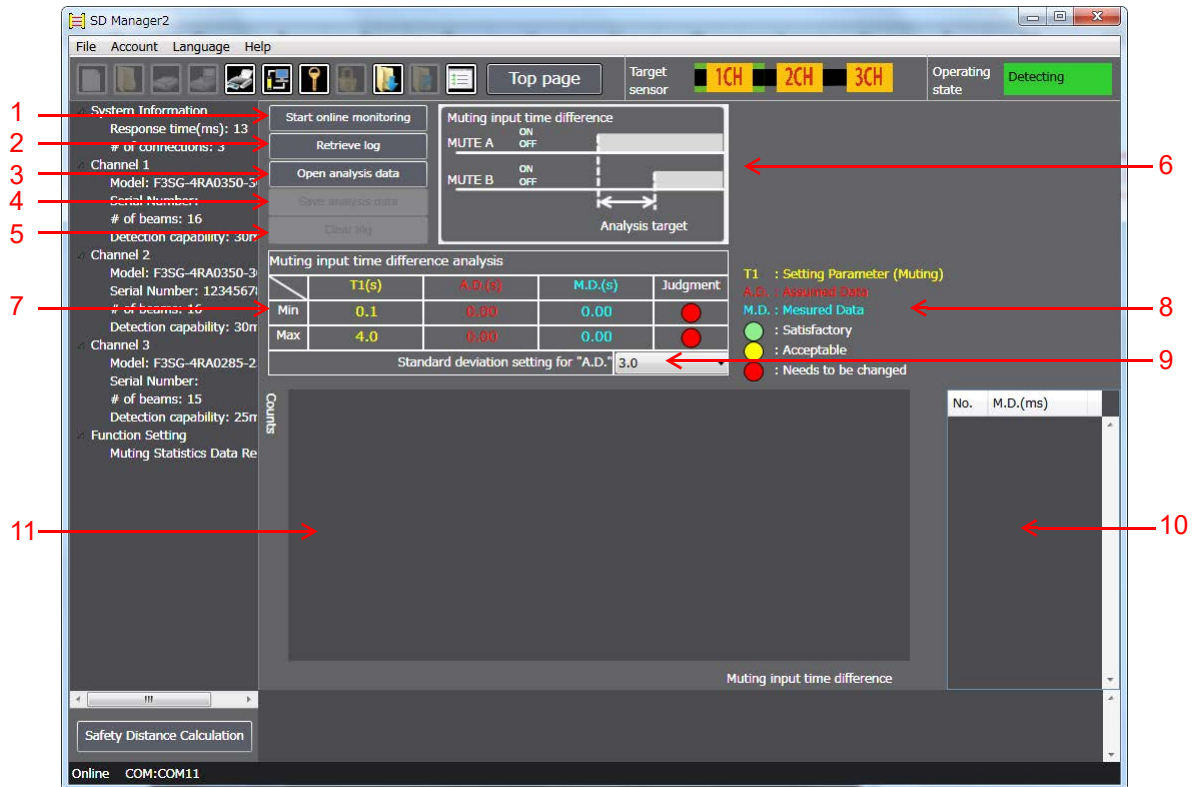 SD Manager2
File Account Language Help
Top page
Target sensor
1CH 2CH 3CH
Operating state
Detecting
System Information
Response time(ms): 13
# of connections: 3
Channel 1
Model: F3SG-4RA0350-3
Serial Number:
# of beams: 16
Detection capability: 30m
Channel 2
Model: F3SG-4RA0350-3
Serial Number: 1234567
# of beams: 16
Detection capability: 30m
Channel 3
Model: F3SG-4RA0285-2
Serial Number:
# of beams: 15
Detection capability: 25m
Function Setting
Muting Statistics Data Re
Safety Distance Calculation
Online COM:COM11
1
2
3
4
5
7
11
Start online monitoring
Retrieve log
Open analysis data
Save analysis data
Clear log
Muting input time difference
MUTE A ON OFF
MUTE B ON OFF
Analysis target
6
Muting input time difference analysis
T1(s) A.D.(s) M.D.(s) Judgment
Min 0.1 0.00 0.00
Max 4.0 0.00 0.00
Standard deviation setting for "A.D." 3.0
T1 : Setting Parameter (Muting)
A.D. : Assumed Data
M.D. : Mesured Data
: Satisfactory
: Acceptable
: Needs to be changed
8
9
Counts
Muting input time difference
No. M.D.(ms)
10